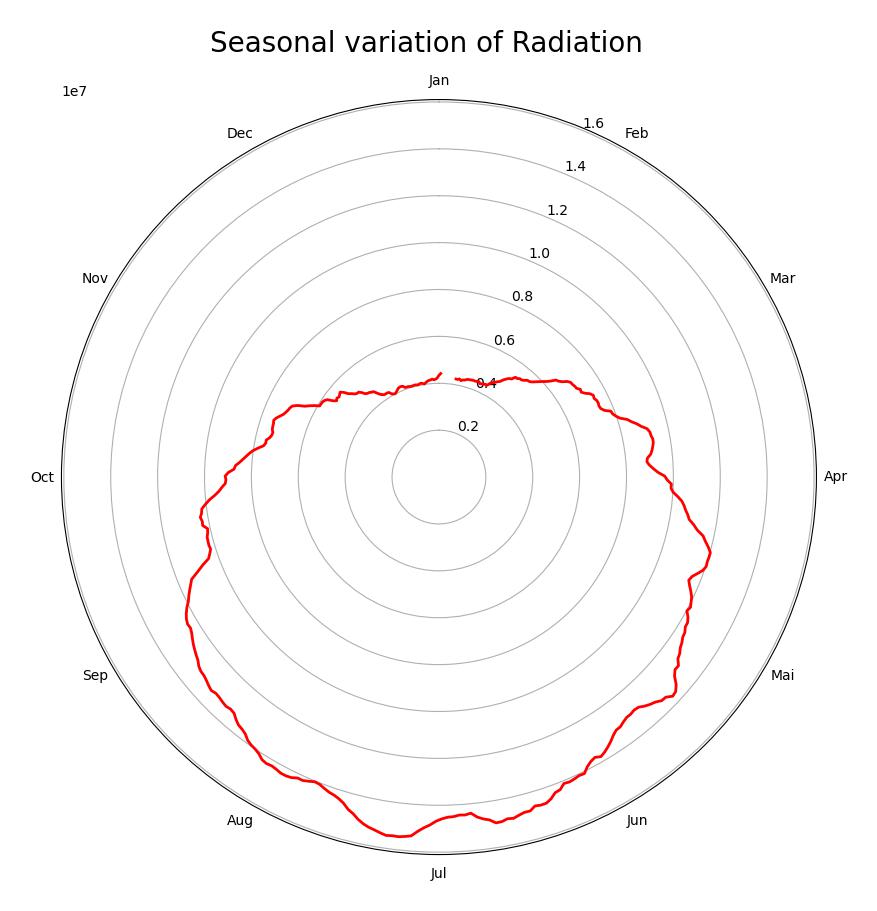 Seasonal variation of Radiation
Jan
1e7
1.6
Dec
Feb
1.4
1.2
1.0
Nov
Mar
0.8
0.6
0.4
0.2
Oct
Apr
Sep
Mai
Aug
Jun
Jul